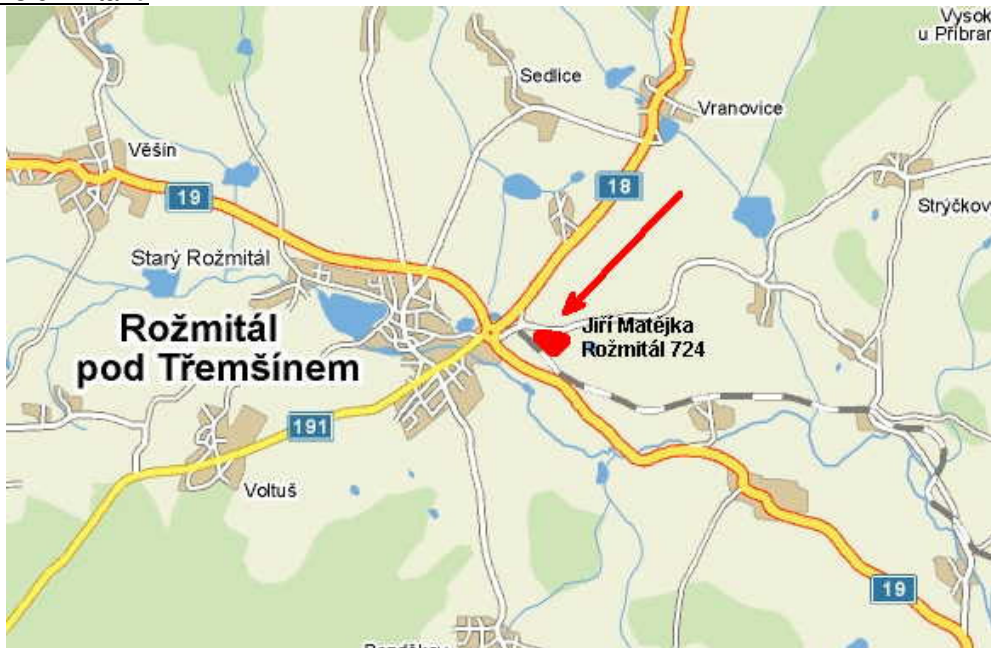 Vysok
u Příbran
Sedlice
Vranovice
Věšín
18
19
Strýčkov
Starý Rožmitál
Rožmitál
pod Třemšínem
Jiří Matějka
Rožmitál 724
191
Voltuš
19